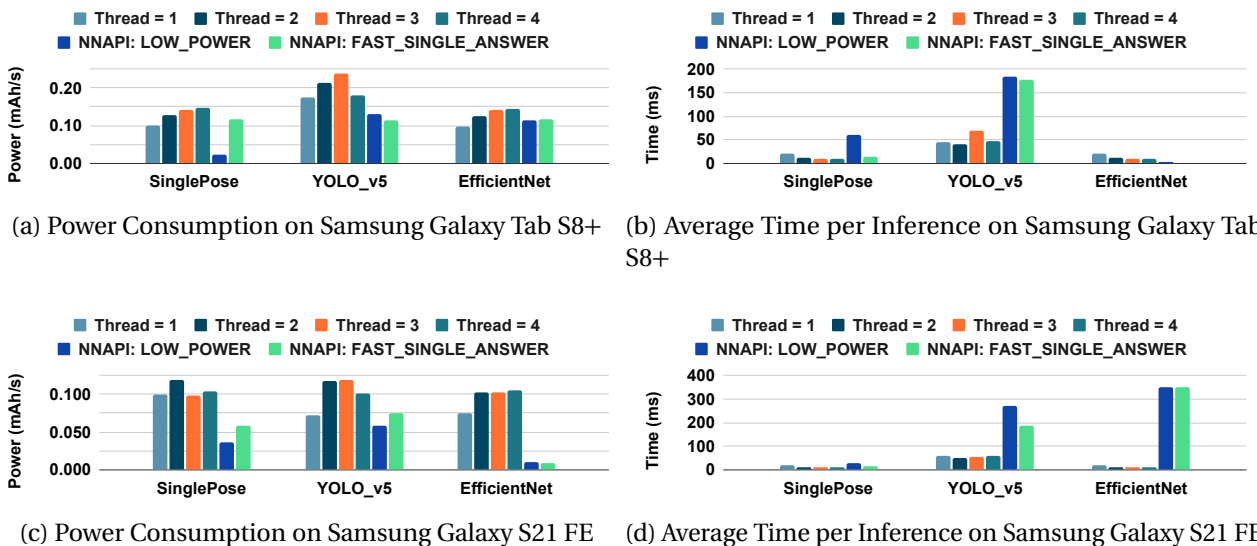 Thread = 1 Thread = 2 Thread = 3 Thread = 4
NNAPI: LOW_POWER NNAPI: FAST_SINGLE_ANSWER
Power (mAh/s)
0.20
0.10
0.00
SinglePose YOLO_v5 EfficientNet
(a) Power Consumption on Samsung Galaxy Tab S8+
Thread = 1 Thread = 2 Thread = 3 Thread = 4
NNAPI: LOW_POWER NNAPI: FAST_SINGLE_ANSWER
Time (ms)
200
150
100
50
0
SinglePose YOLO_v5 EfficientNet
(b) Average Time per Inference on Samsung Galaxy Tab
S8+
Thread = 1 Thread = 2 Thread = 3 Thread = 4
NNAPI: LOW_POWER NNAPI: FAST_SINGLE_ANSWER
Power (mAh/s)
0.100
0.050
0.000
SinglePose YOLO_v5 EfficientNet
(c) Power Consumption on Samsung Galaxy S21 FE
Thread = 1 Thread = 2 Thread = 3 Thread = 4
NNAPI: LOW_POWER NNAPI: FAST_SINGLE_ANSWER
Time (ms)
400
300
200
100
0
SinglePose YOLO_v5 EfficientNet
(d) Average Time per Inference on Samsung Galaxy S21 FE